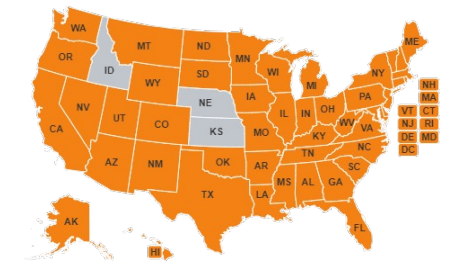 WA
MT
ND
MN
ME
OR
ID
SD
WI
MI
NY
WY
NE
IA
PA
NH
MA
NV
UT
CO
KS
IL
IN
OH
WV
VA
VT
CT
NJ
RI
CA
MO
KY
DE
MD
DC
AZ
NM
OK
AR
TN
NC
SC
TX
LA
MS
AL
GA
FL
AK
HI